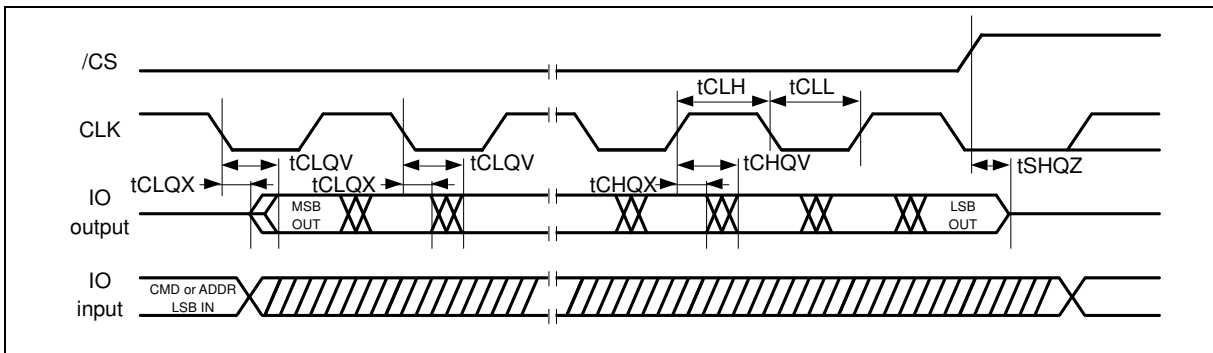 /CS
tCLH
tCLL
CLK
tCLQV
tCLQV
tCHQV
tSHQZ
tCLQX
tCLQX
tCHQX
IO
output
MSB
OUT
LSB
OUT
IO
input
CMD or ADDR
LSB IN